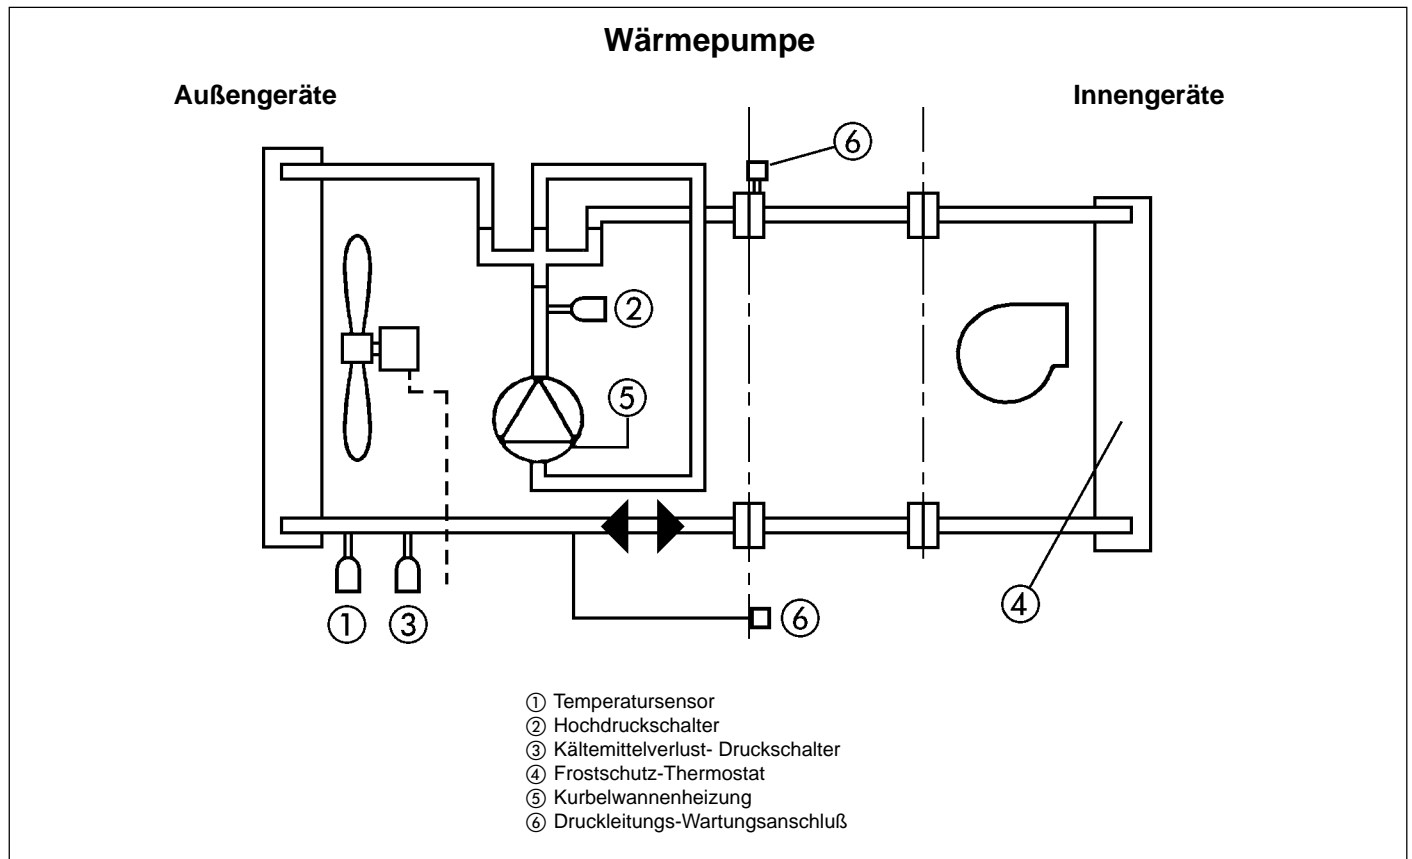 Wärmepumpe
Außengeräte
Innengeräte
⑥
②
⑤
① ③
⑥
④
① Temperatursensor
② Hochdruckschalter
③ Kältemittelverlust- Druckschalter
④ Frostschutz-Thermostat
⑤ Kurbelwannenheizung
⑥ Druckleitungs-Wartungsanschluß